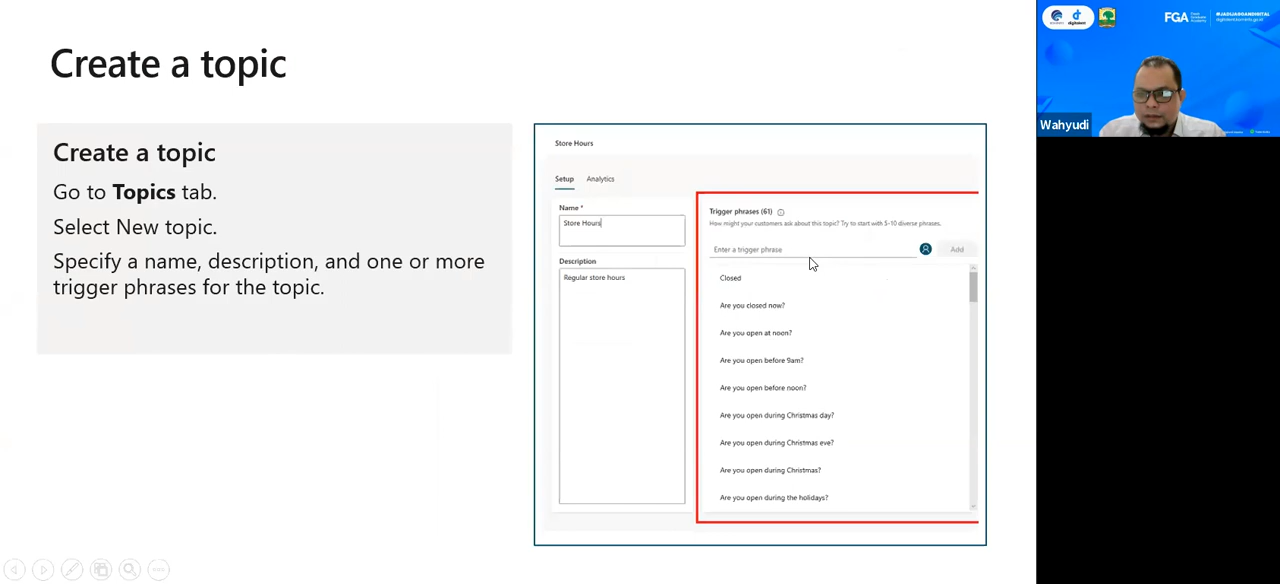 Create a topic
Create a topic
Go to Topics tab.
Select New topic.
Specify a name, description, and one or more
trigger phrases for the topic.
Store Hours
Setup Analytics
Name *
Store Hours
Description
Regular store hours
Trigger phrases (61)
How might your customers ask about this topic? Try to start with 5-10 diverse phrases.
Enter a trigger phrase
Add
Closed
Are you closed now?
Are you open at noon?
Are you open before 9am?
Are you open before noon?
Are you open during Christmas day?
Are you open during Christmas eve?
Are you open during Christmas?
Are you open during the holidays?
FGA
Wahyudi